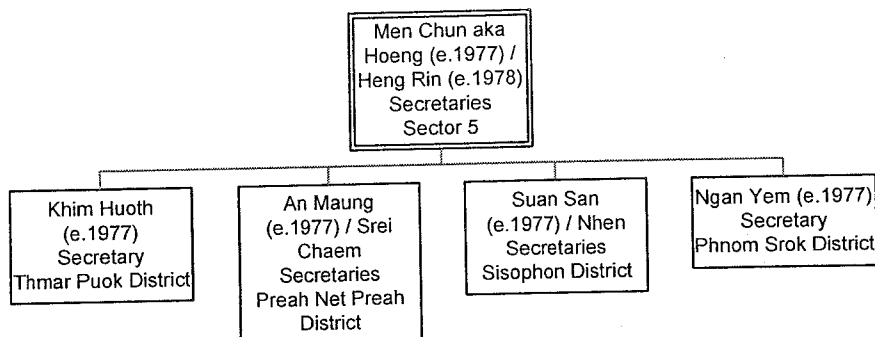 Men Chun aka
Hoeng (e.1977) /
Heng Rin (e.1978)
Secretaries
Sector 5
Khim Huoth
(e.1977)
Secretary
Thmar Puok District
An Maung
(e.1977) / Srei
Chaem
Secretaries
Preah Net Preah
District
Suan San
(e.1977) / Nhen
Secretaries
Sisophon District
Ngan Yem (e.1977)
Secretary
Phnom Srok District